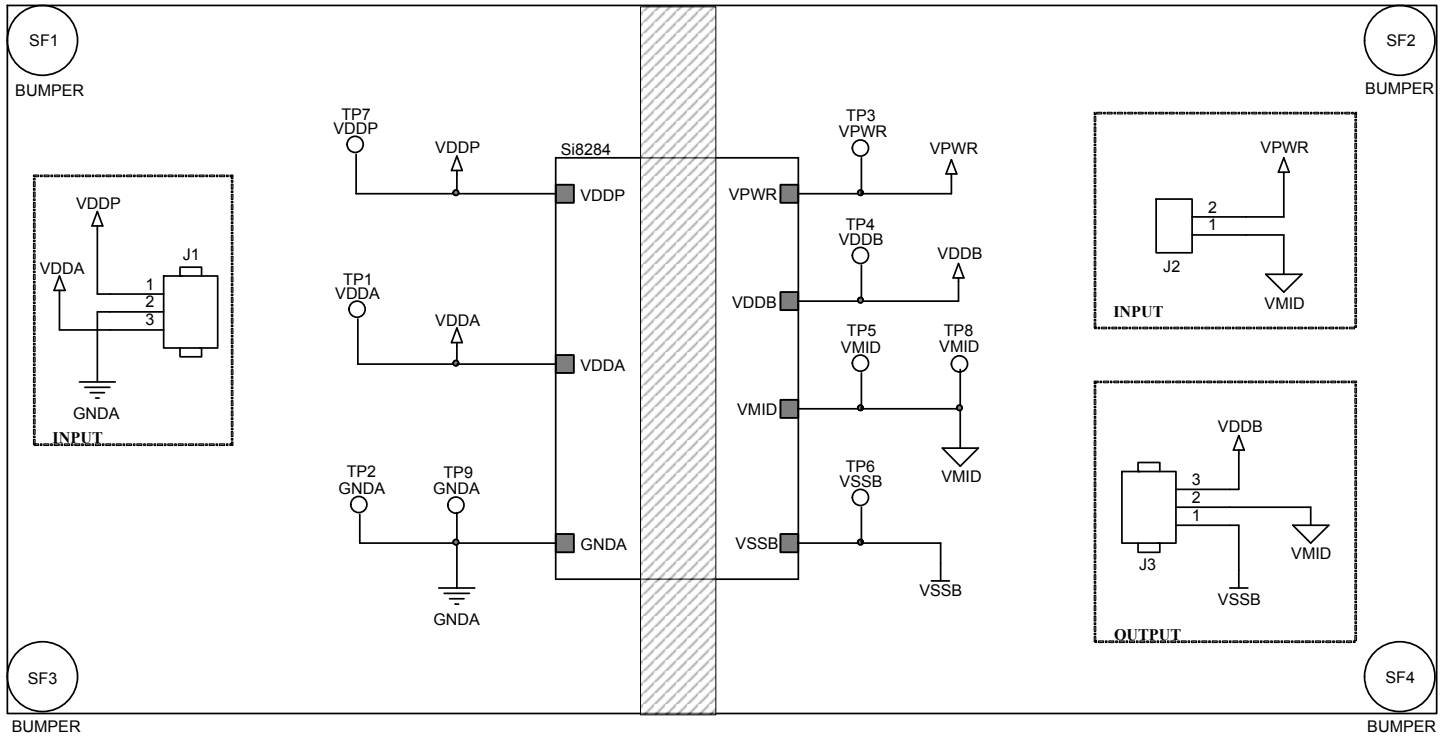 SF1
BUMPER
SF2
BUMPER
VDDP
VDDA
J1
1
2
3
GNDA
INPUT
TP7
VDDP
VDDP
TP1
VDDA
VDDA
TP2
GNDA
TP9
GNDA
GNDA
Si8284
VDDP
VDDA
GNDA
VPWR
VDDB
VMID
VSSB
TP3
VPWR
VPWR
TP4
VDDB
VDDB
TP5
VMID
TP8
VMID
VMID
TP6
VSSB
VSSB
VPWR
2
1
J2
VMID
INPUT
VDDB
3
2
1
J3
VMID
VSSB
OUTPUT
SF3
BUMPER
SF4
BUMPER